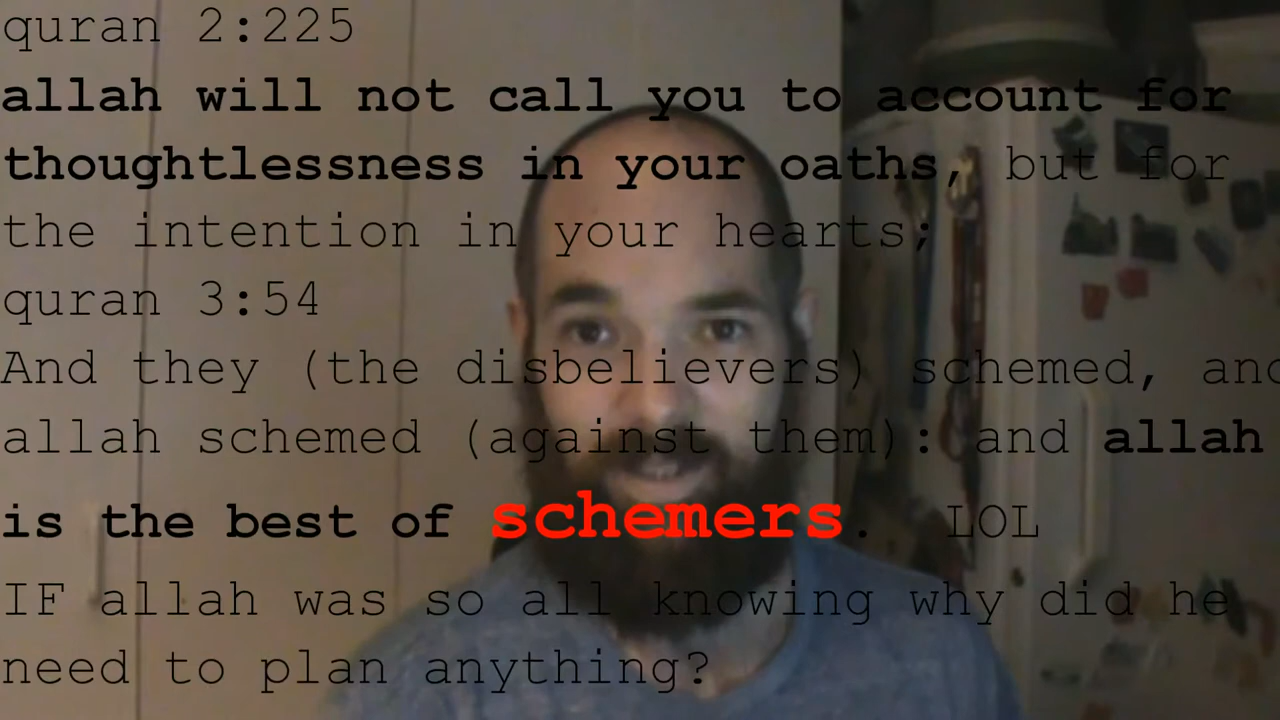 quran 2:225
allah will not call you to account for
thoughtlessness in your oaths, but for
the intention in your hearts;
quran 3:54
And they (the disbelievers) schemed, and
allah schemed (against them): and allah
is the best of schemers. LOL
IF allah was so all knowing why did he
need to plan anything?